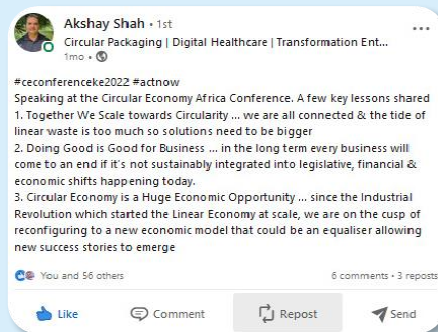 Akshay Shah • 1st
Circular Packaging | Digital Healthcare | Transformation Ent...
1mo •
#ceconferenceke2022 #actnow
Speaking at the Circular Economy Africa Conference. A few key lessons shared
1. Together We Scale towards Circularity ... we are all connected & the tide of
linear waste is too much so solutions need to be bigger
2. Doing Good is Good for Business ... in the long term every business will
come to an end if it's not sustainably integrated into legislative, financial &
economic shifts happening today.
3. Circular Economy is a Huge Economic Opportunity ... since the Industrial
Revolution which started the Linear Economy at scale, we are on the cusp of
reconfiguring to a new economic model that could be an equaliser allowing
new success stories to emerge
You and 56 others 6 comments • 3 reposts
Like Comment Repost Send